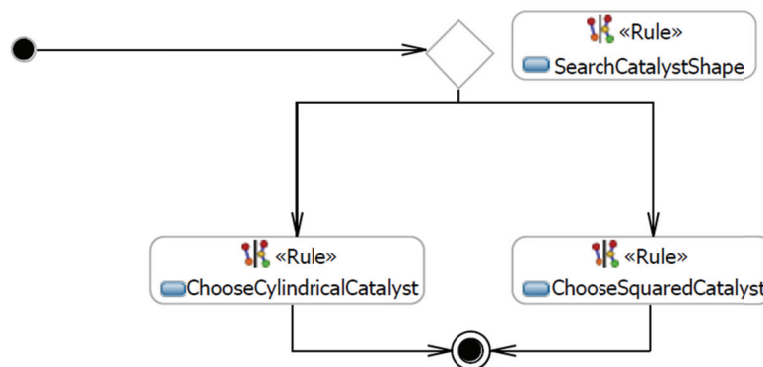 «Rule»
SearchCatalystShape
«Rule»
ChooseCylindricalCatalyst
«Rule»
ChooseSquaredCatalyst